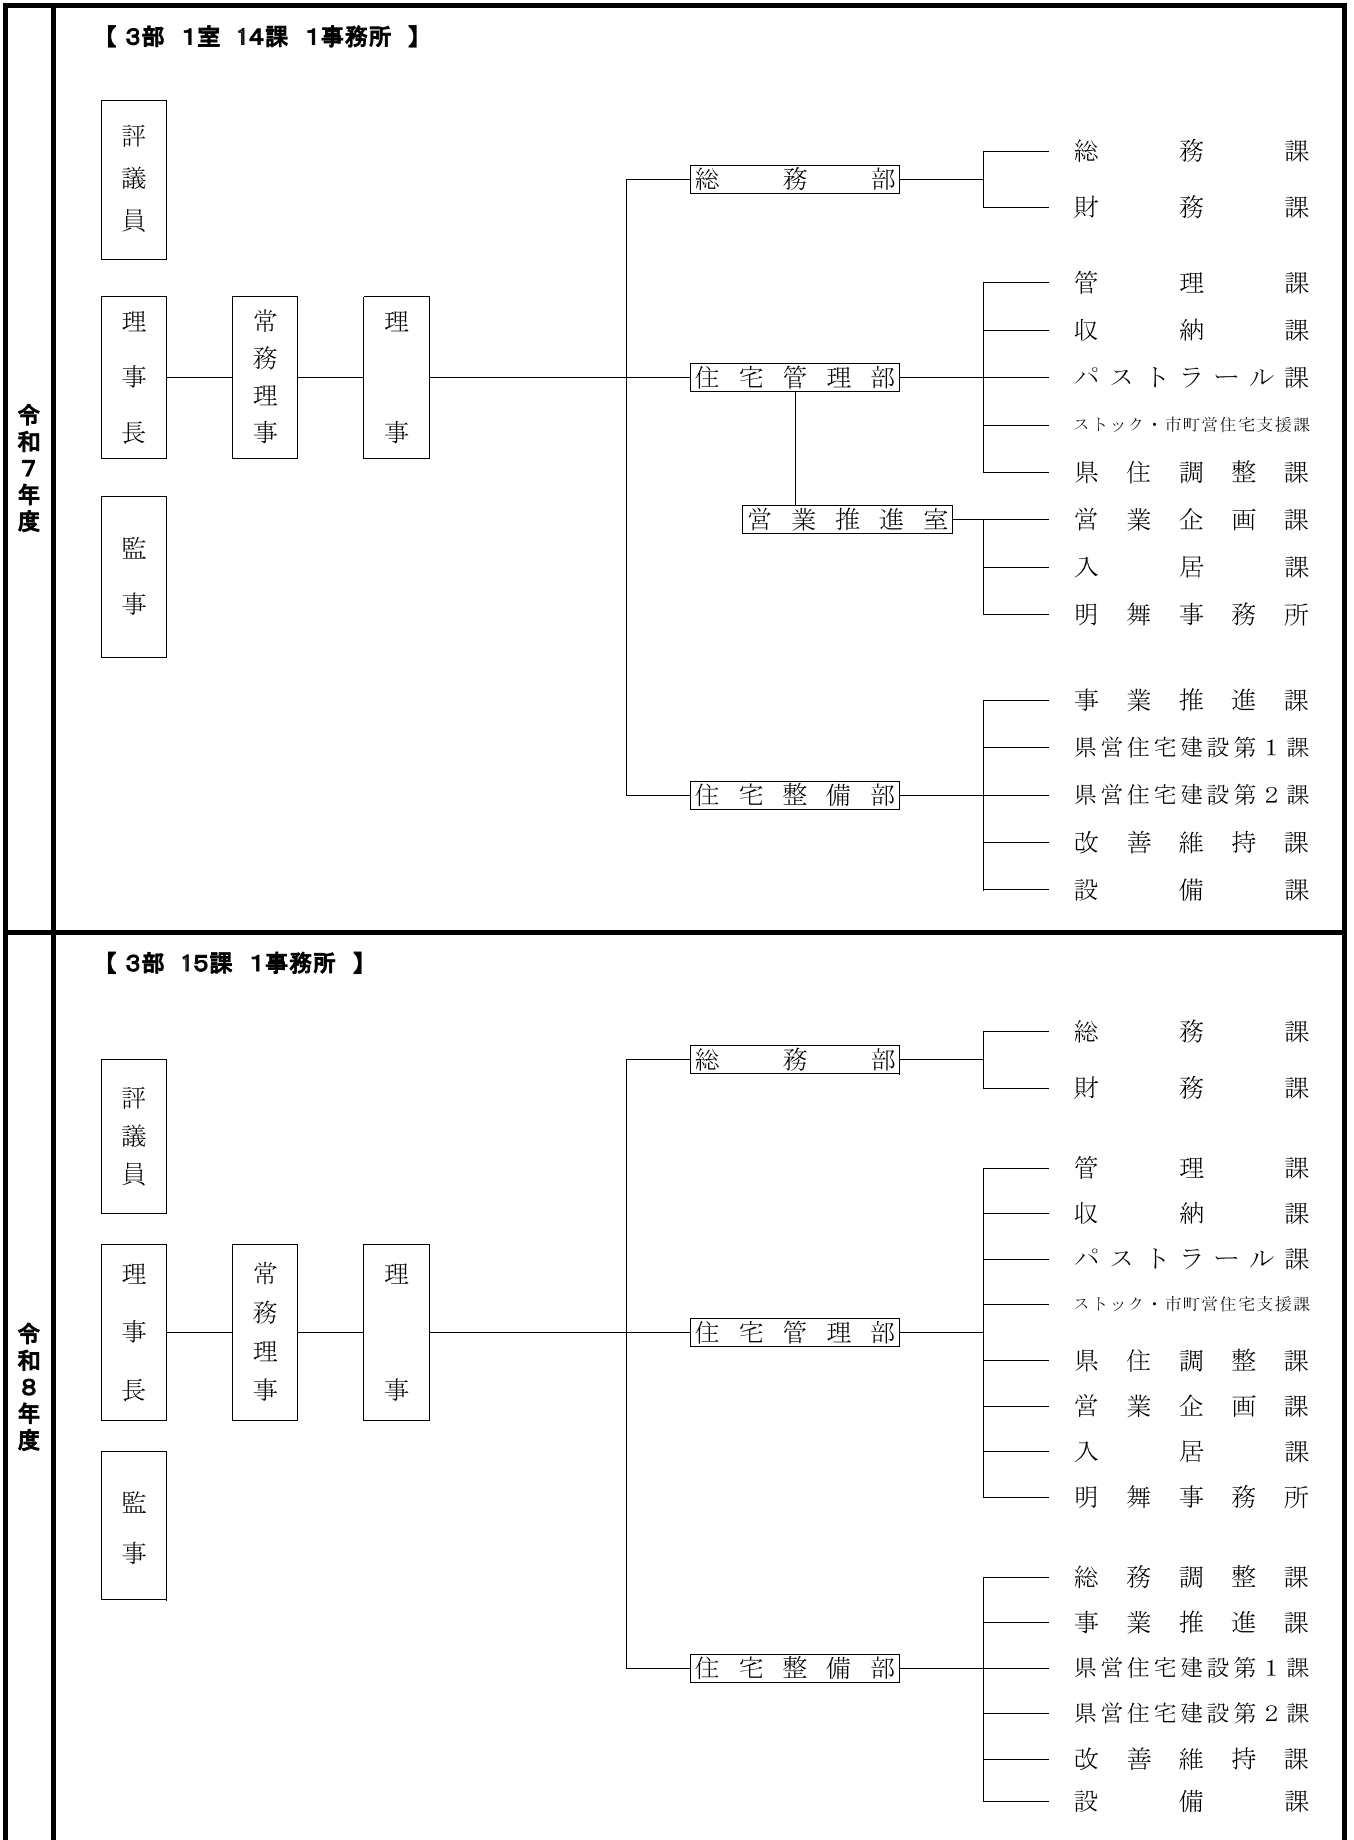 令和７年度
【 ３部 １室 １４課 １事務所 】
評議員
理事長
常務理事
理事
監事
総務部
総務課
財務課
住宅管理部
管理課
収納課
パストラール課
ストック・市町営住宅支援課
県住調整課
営業推進室
営業企画課
入居課
明舞事務所
住宅整備部
事業推進課
県営住宅建設第１課
県営住宅建設第２課
改善維持課
設備課
令和８年度
【 ３部 １５課 １事務所 】
評議員
理事長
常務理事
理事
監事
総務部
総務課
財務課
住宅管理部
管理課
収納課
パストラール課
ストック・市町営住宅支援課
県住調整課
営業企画課
入居課
明舞事務所
住宅整備部
総務調整課
事業推進課
県営住宅建設第１課
県営住宅建設第２課
改善維持課
設備課